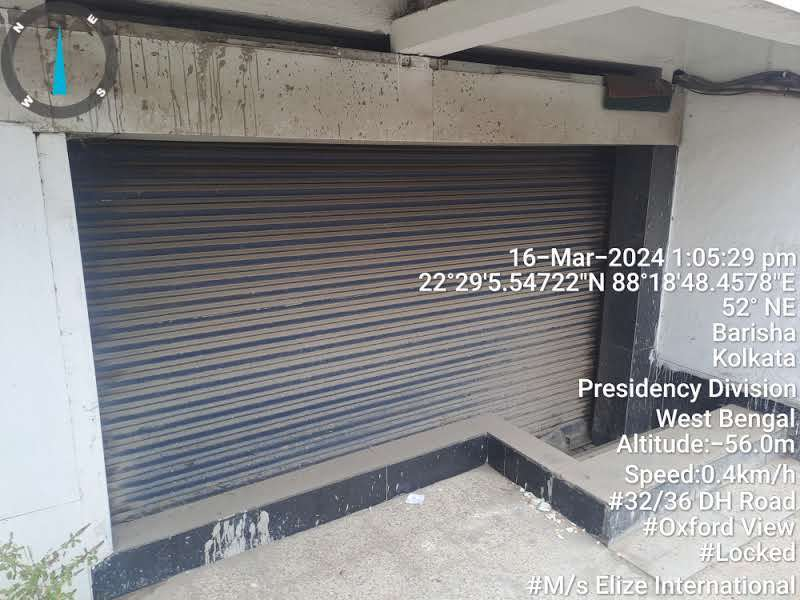 N
E
W
S
16-Mar-2024 1:05:29 pm
22°29'5.54722"N 88°18'48.4578"E
52° NE
Barisha
Kolkata
Presidency Division
West Bengal
Altitude:-56.0m
Speed:0.4km/h
#32/36 DH Road
#Oxford View
#Locked
#M/s Elize International